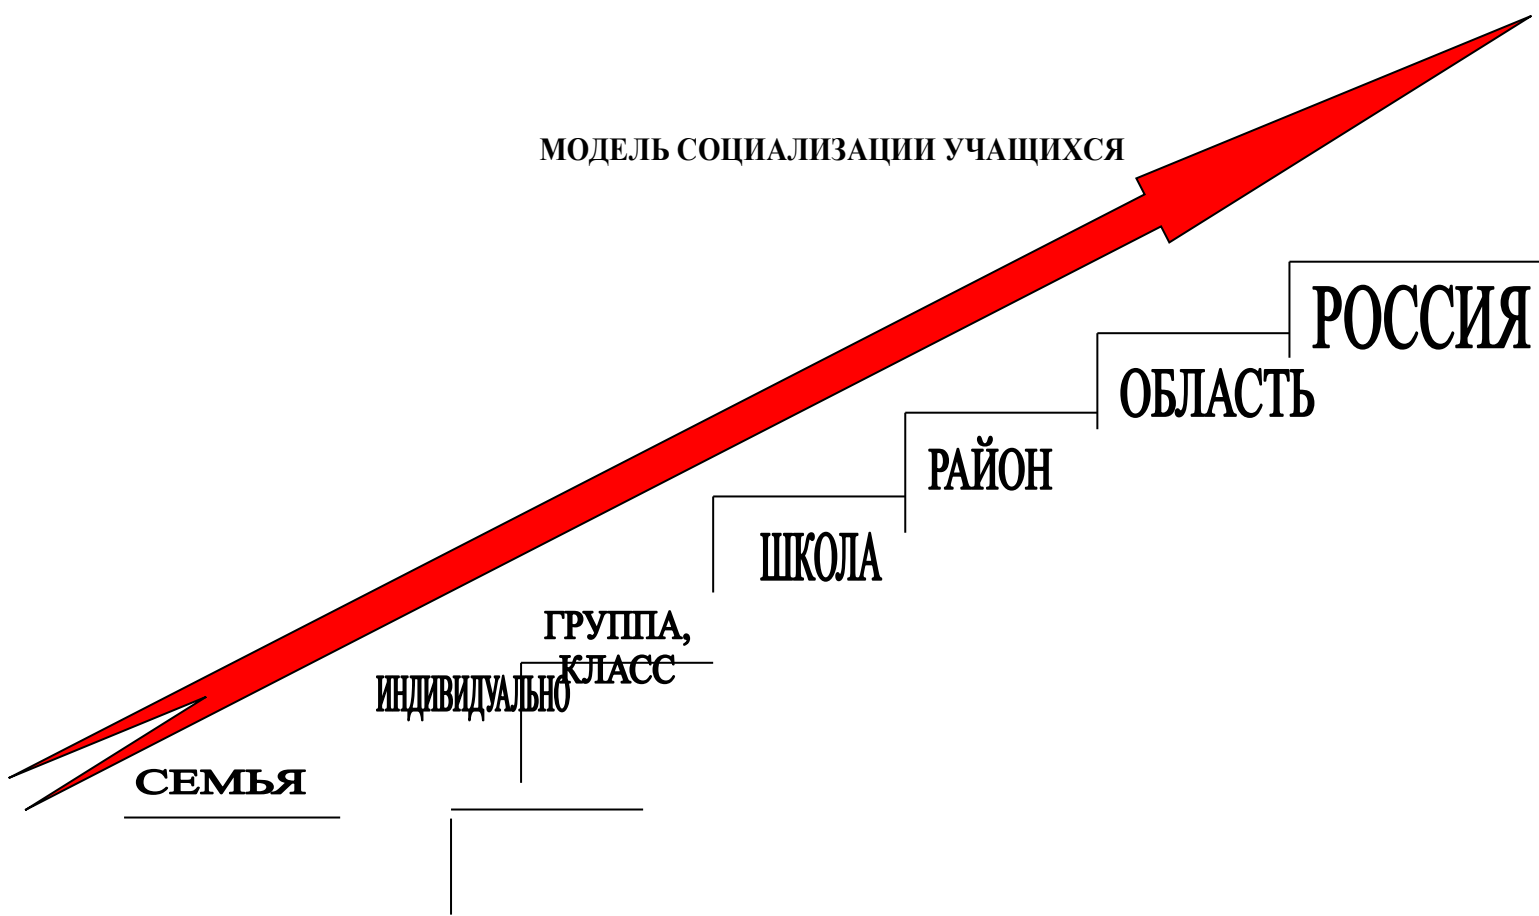 МОДЕЛЬ СОЦИАЛИЗАЦИИ УЧАЩИХСЯ
РОССИЯ
ОБЛАСТЬ
РАЙОН
ШКОЛА
ГРУППА,
КЛАСС
ИНДИВИДУАЛЬНО
СЕМЬЯ